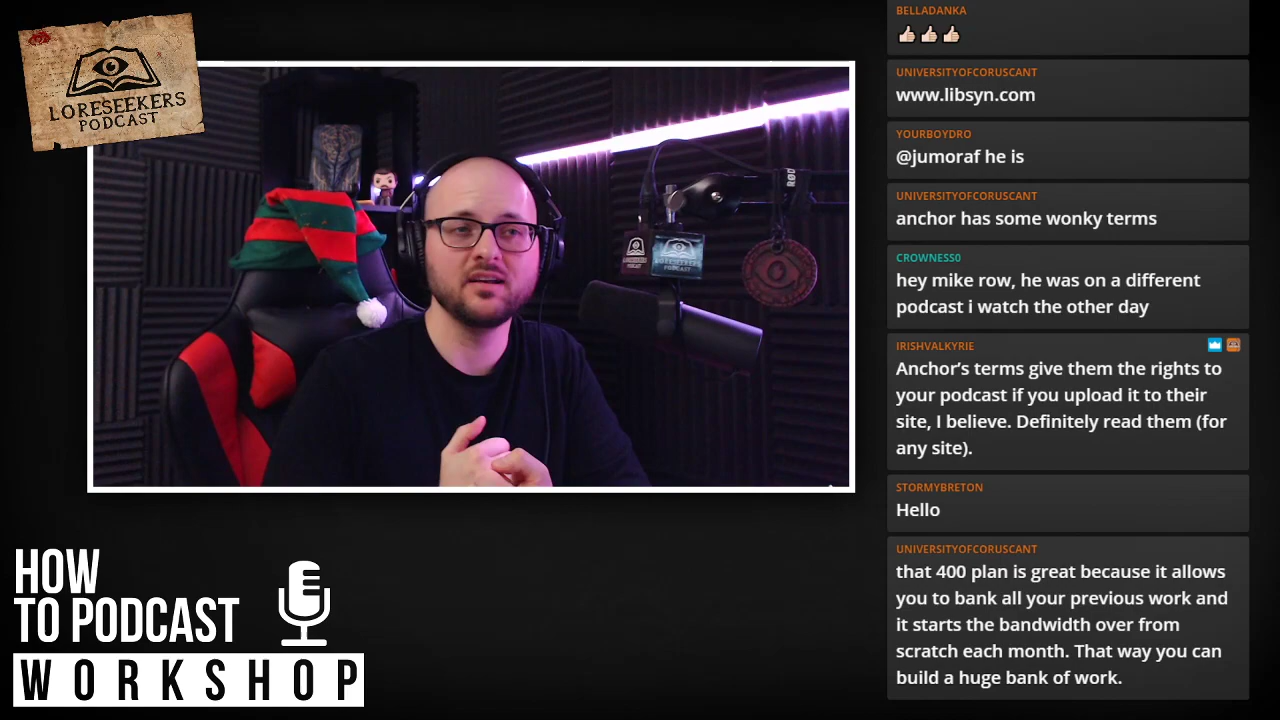 LORESEEKERS
PODCAST
RØDE
LORESEEKERS
PODCAST
HOW
TO PODCAST
WORKSHOP
BELLADANKA
👍🏻👍🏻👍🏻
UNIVERSITYOFCORUSCANT
www.libsyn.com
YOURBOYDRO
@jumoraf he is
UNIVERSITYOFCORUSCANT
anchor has some wonky terms
CROWNESS0
hey mike row, he was on a different
podcast i watch the other day
IRISHVALKYRIE
Anchor’s terms give them the rights to
your podcast if you upload it to their
site, I believe. Definitely read them (for
any site).
STORMYBRETON
Hello
UNIVERSITYOFCORUSCANT
that 400 plan is great because it allows
you to bank all your previous work and
it starts the bandwidth over from
scratch each month. That way you can
build a huge bank of work.